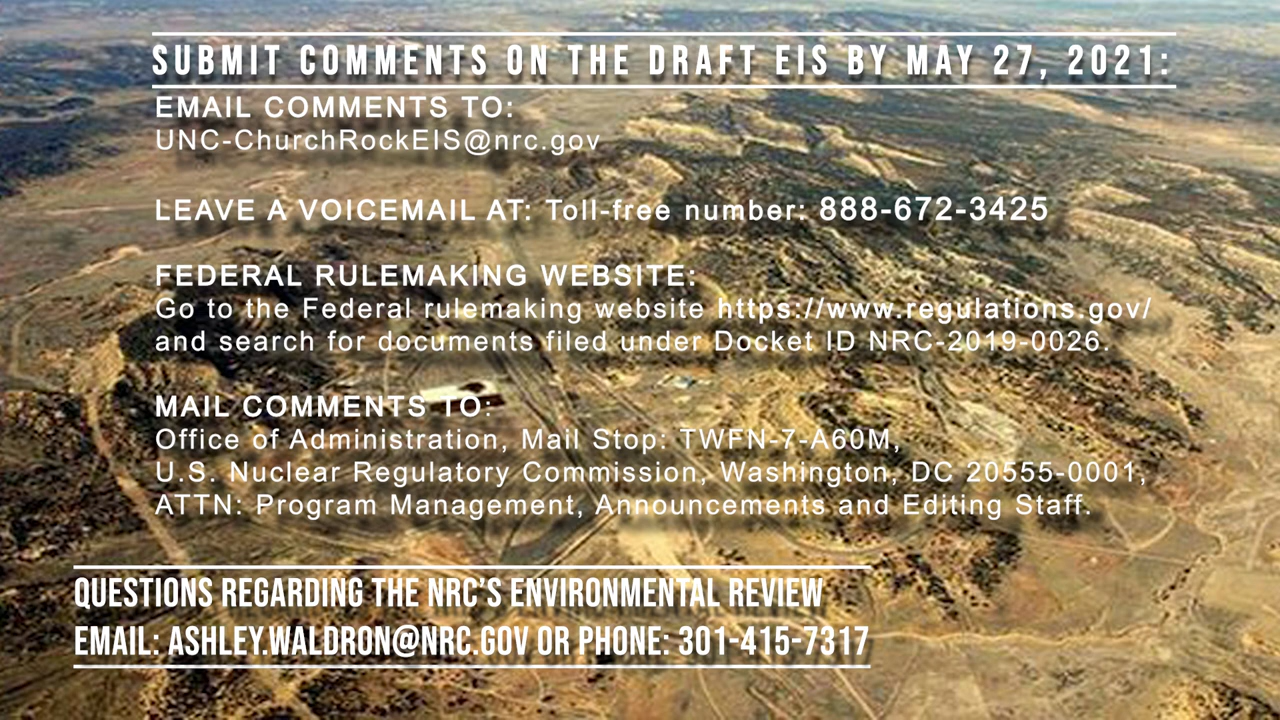 SUBMIT COMMENTS ON THE DRAFT EIS BY MAY 27, 2021:
EMAIL COMMENTS TO:
UNC-ChurchRockEIS@nrc.gov
LEAVE A VOICEMAIL AT: Toll-free number: 888-672-3425
FEDERAL RULEMAKING WEBSITE:
Go to the Federal rulemaking website https://www.regulations.gov/
and search for documents filed under Docket ID NRC-2019-0026.
MAIL COMMENTS TO:
Office of Administration, Mail Stop: TWFN-7-A60M,
U.S. Nuclear Regulatory Commission, Washington, DC 20555-0001,
ATTN: Program Management, Announcements and Editing Staff.
QUESTIONS REGARDING THE NRC'S ENVIRONMENTAL REVIEW
EMAIL: ASHLEY.WALDRON@NRC.GOV OR PHONE: 301-415-7317